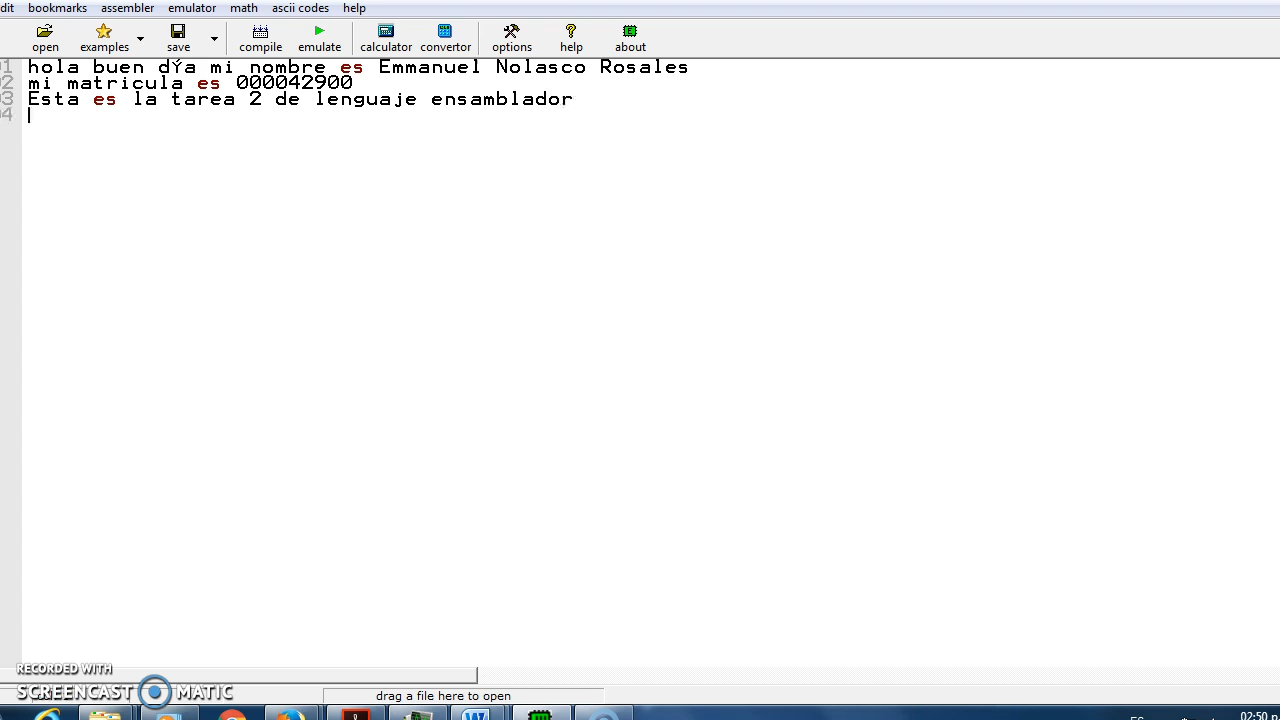 dit bookmarks assembler emulator math ascii codes help
open examples save compile emulate calculator convertor options help about
1 hola buen dÝa mi nombre es Emmanuel Nolasco Rosales
2 mi matricula es 000042900
3 Esta es la tarea 2 de lenguaje ensamblador
4
RECORDED WITH
SCREENCAST MATIC
drag a file here to open
ES 02:50 p